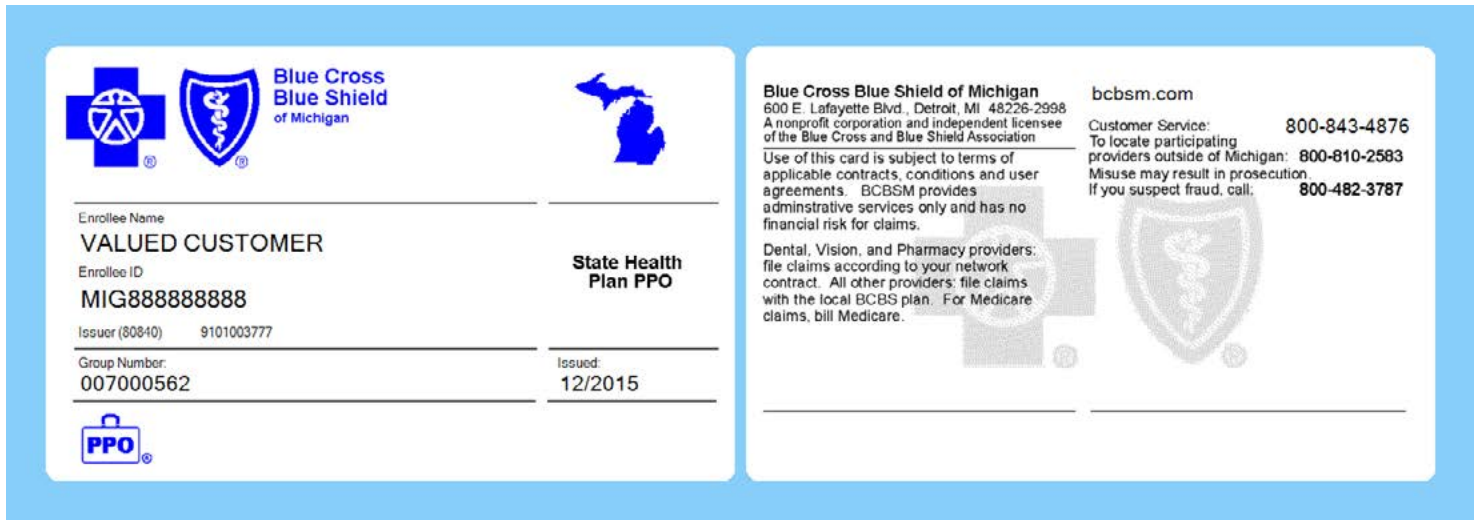 Blue Cross
Blue Shield
of Michigan
®
®
Enrollee Name
VALUED CUSTOMER
Enrollee ID
MIG888888888
Issuer (80840) 9101003777
State Health
Plan PPO
Group Number:
007000562
Issued:
12/2015
PPO®
Blue Cross Blue Shield of Michigan
600 E. Lafayette Blvd., Detroit, MI 48226-2998
A nonprofit corporation and independent licensee
of the Blue Cross and Blue Shield Association
Use of this card is subject to terms of
applicable contracts, conditions and user
agreements. BCBSM provides
adminstrative services only and has no
financial risk for claims.
Dental, Vision, and Pharmacy providers:
file claims according to your network
contract. All other providers: file claims
with the local BCBS plan. For Medicare
claims, bill Medicare.
bcbsm.com
Customer Service: 800-843-4876
To locate participating
providers outside of Michigan: 800-810-2583
Misuse may result in prosecution.
If you suspect fraud, call: 800-482-3787
®
®